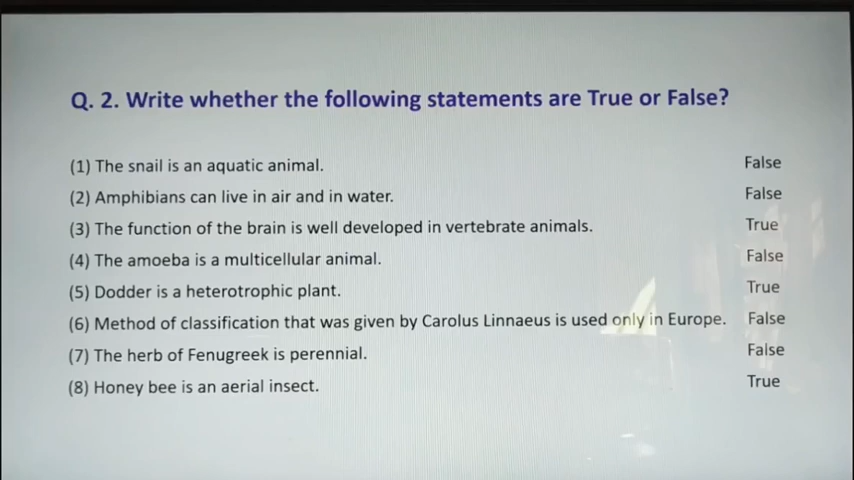 Q. 2. Write whether the following statements are True or False?
(1) The snail is an aquatic animal. False
(2) Amphibians can live in air and in water. False
(3) The function of the brain is well developed in vertebrate animals. True
(4) The amoeba is a multicellular animal. False
(5) Dodder is a heterotrophic plant. True
(6) Method of classification that was given by Carolus Linnaeus is used only in Europe. False
(7) The herb of Fenugreek is perennial. False
(8) Honey bee is an aerial insect. True